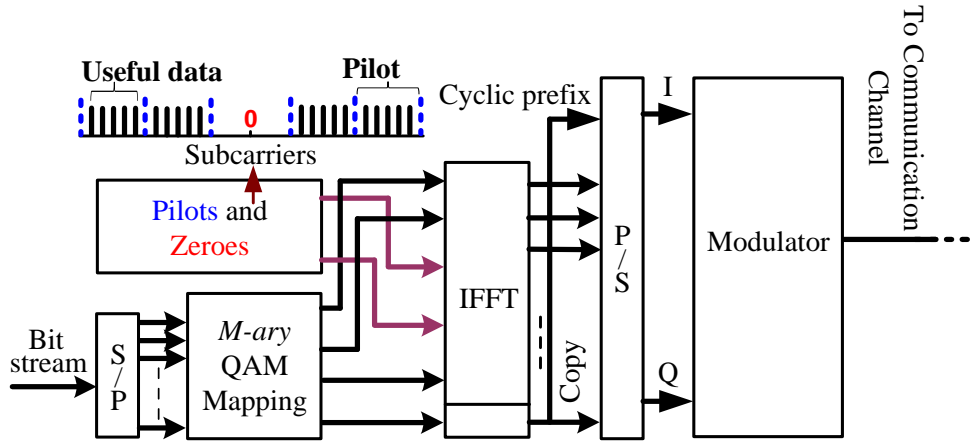 Useful data
Pilot
0
Subcarriers
Cyclic prefix
I
To Communication
Channel
Pilots and
Zeroes
IFFT
P/S
Modulator
Bit
stream
S/P
M-ary
QAM
Mapping
Copy
Q